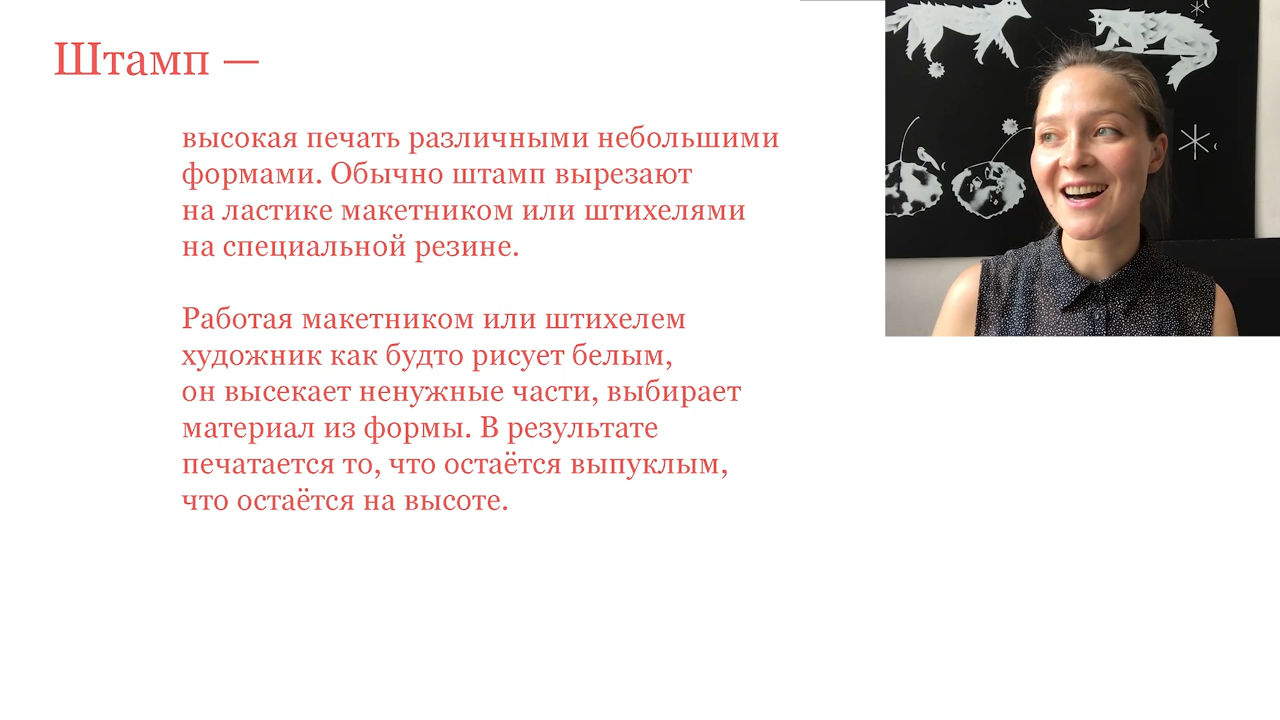 Штамп —
высокая печать различными небольшими
формами. Обычно штамп вырезают
на ластике макетником или штихелями
на специальной резине.
Работая макетником или штихелем
художник как будто рисует белым,
он высекает ненужные части, выбирает
материал из формы. В результате
печатается то, что остаётся выпуклым,
что остаётся на высоте.